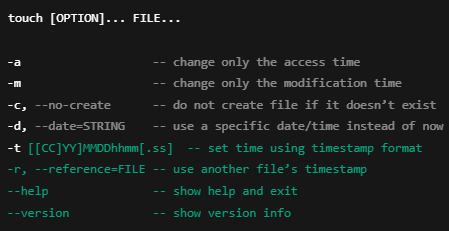 touch [OPTION]... FILE...
-a -- change only the access time
-m -- change only the modification time
-c, --no-create -- do not create file if it doesn’t exist
-d, --date=STRING -- use a specific date/time instead of now
-t [[CC]YY]MMDDhhmm[.ss] -- set time using timestamp format
-r, --reference=FILE -- use another file’s timestamp
--help -- show help and exit
--version -- show version info